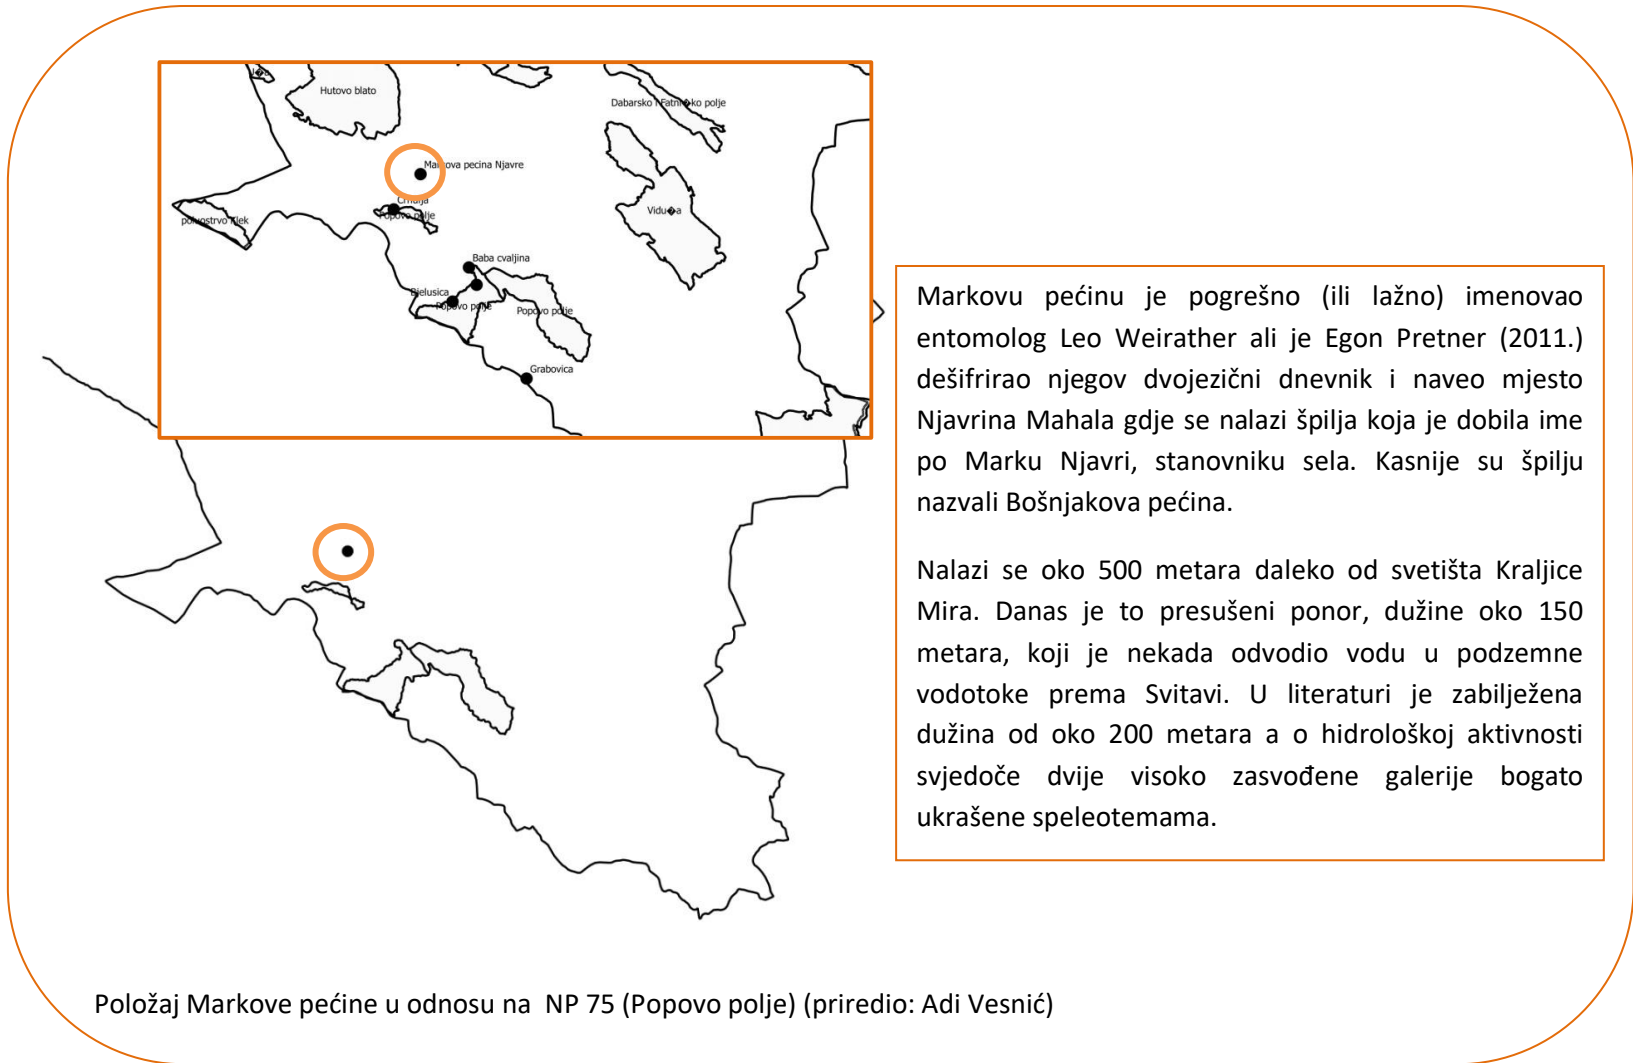 Hutovo blato
Dabarsko i Fatni�ko polje
Markova pecina Njavre
Crnulja
Popovo polje
poluostrvo Klek
Vidu�a
Baba cvaljina
Bjelusica
Popovo polje
Popovo polje
Grabovica
Markovu pećinu je pogrešno (ili lažno) imenovao
entomolog Leo Weirather ali je Egon Pretner (2011.)
dešifrirao njegov dvojezični dnevnik i naveo mjesto
Njavrina Mahala gdje se nalazi špilja koja je dobila ime
po Marku Njavri, stanovniku sela. Kasnije su špilju
nazvali Bošnjakova pećina.
Nalazi se oko 500 metara daleko od svetišta Kraljice
Mira. Danas je to presušeni ponor, dužine oko 150
metara, koji je nekada odvodio vodu u podzemne
vodotoke prema Svitavi. U literaturi je zabilježena
dužina od oko 200 metara a o hidrološkoj aktivnosti
svjedoče dvije visoko zasvođene galerije bogato
ukrašene speleotemama.
Položaj Markove pećine u odnosu na NP 75 (Popovo polje) (priredio: Adi Vesnić)